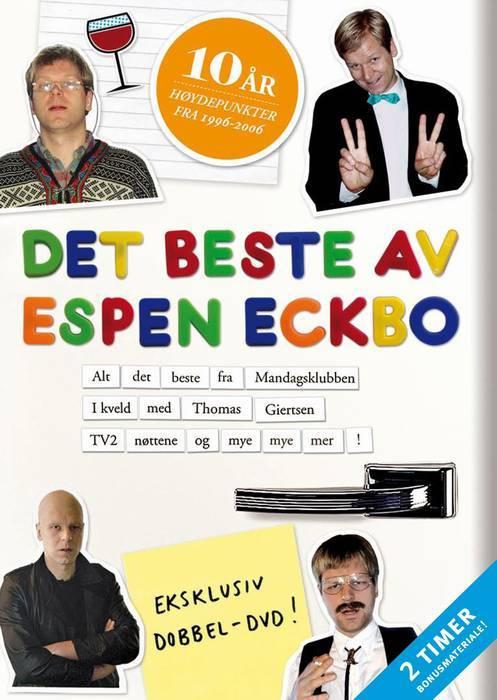 10 ÅR
HØYDEPUNKTER
FRA 1996-2006
DET BESTE AV
ESPEN ECKBO
Alt det beste fra Mandagsklubben
I kveld med Thomas Giertsen
TV2 nøttene og mye mye mer !
EKSKLUSIV
DOBBEL-DVD!
2 TIMER
BONUSMATERIALE!